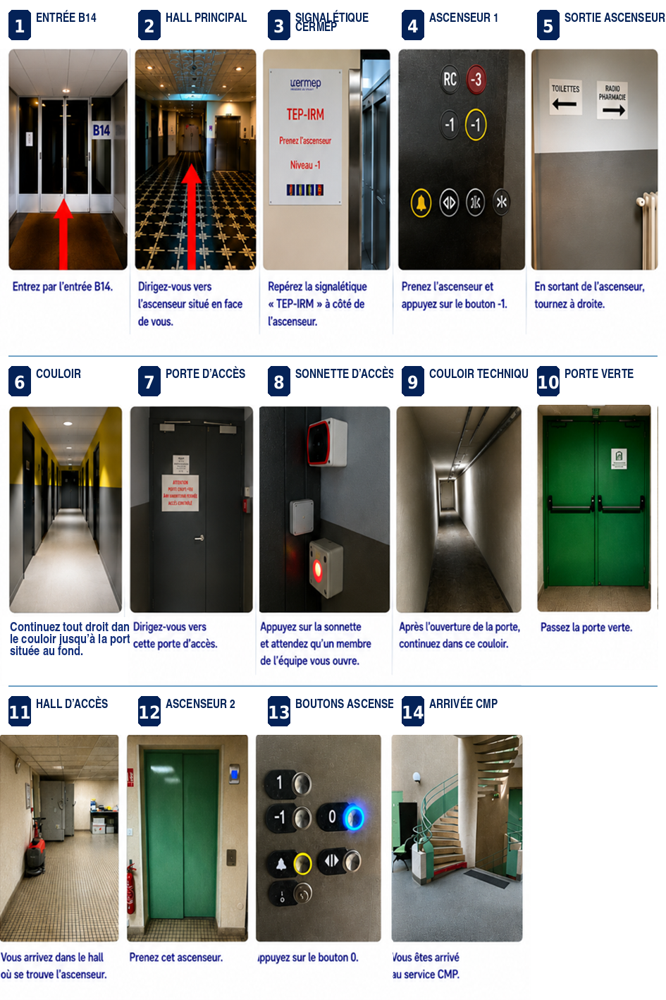 1 ENTRÉE B14
2 HALL PRINCIPAL
3 SIGNALÉTIQUE
CERMEP
4 ASCENSEUR 1
5 SORTIE ASCENSEUR
B14
cermep
TEP-IRM
Prenez l'ascenseur
Niveau -1
RC -3
-1 -1
TOILETTES
RADIO
PHARMACIE
Entrez par l'entrée B14.
Dirigez-vous vers
l'ascenseur situé en face
de vous.
Repérez la signalétique
« TEP-IRM » à côté de
l'ascenseur.
Prenez l'ascenseur et
appuyez sur le bouton -1.
En sortant de l'ascenseur,
tournez à droite.
6 COULOIR
7 PORTE D'ACCÈS
8 SONNETTE D'ACCÈS
9 COULOIR TECHNIQU
10 PORTE VERTE
ATTENTION
ACCÈS CONTRÔLÉ
Continuez tout droit dan
le couloir jusqu'à la port
située au fond.
Dirigez-vous vers
cette porte d'accès.
Appuyez sur la sonnette
et attendez qu'un membre
de l'équipe vous ouvre.
Après l'ouverture de la porte,
continuez dans ce couloir.
Passez la porte verte.
11 HALL D'ACCÈS
12 ASCENSEUR 2
13 BOUTONS ASCENSE
14 ARRIVÉE CMP
1
-1 0
Vous arrivez dans le hall
où se trouve l'ascenseur.
Prenez cet ascenseur.
Appuyez sur le bouton 0.
Vous êtes arrivé
au service CMP.